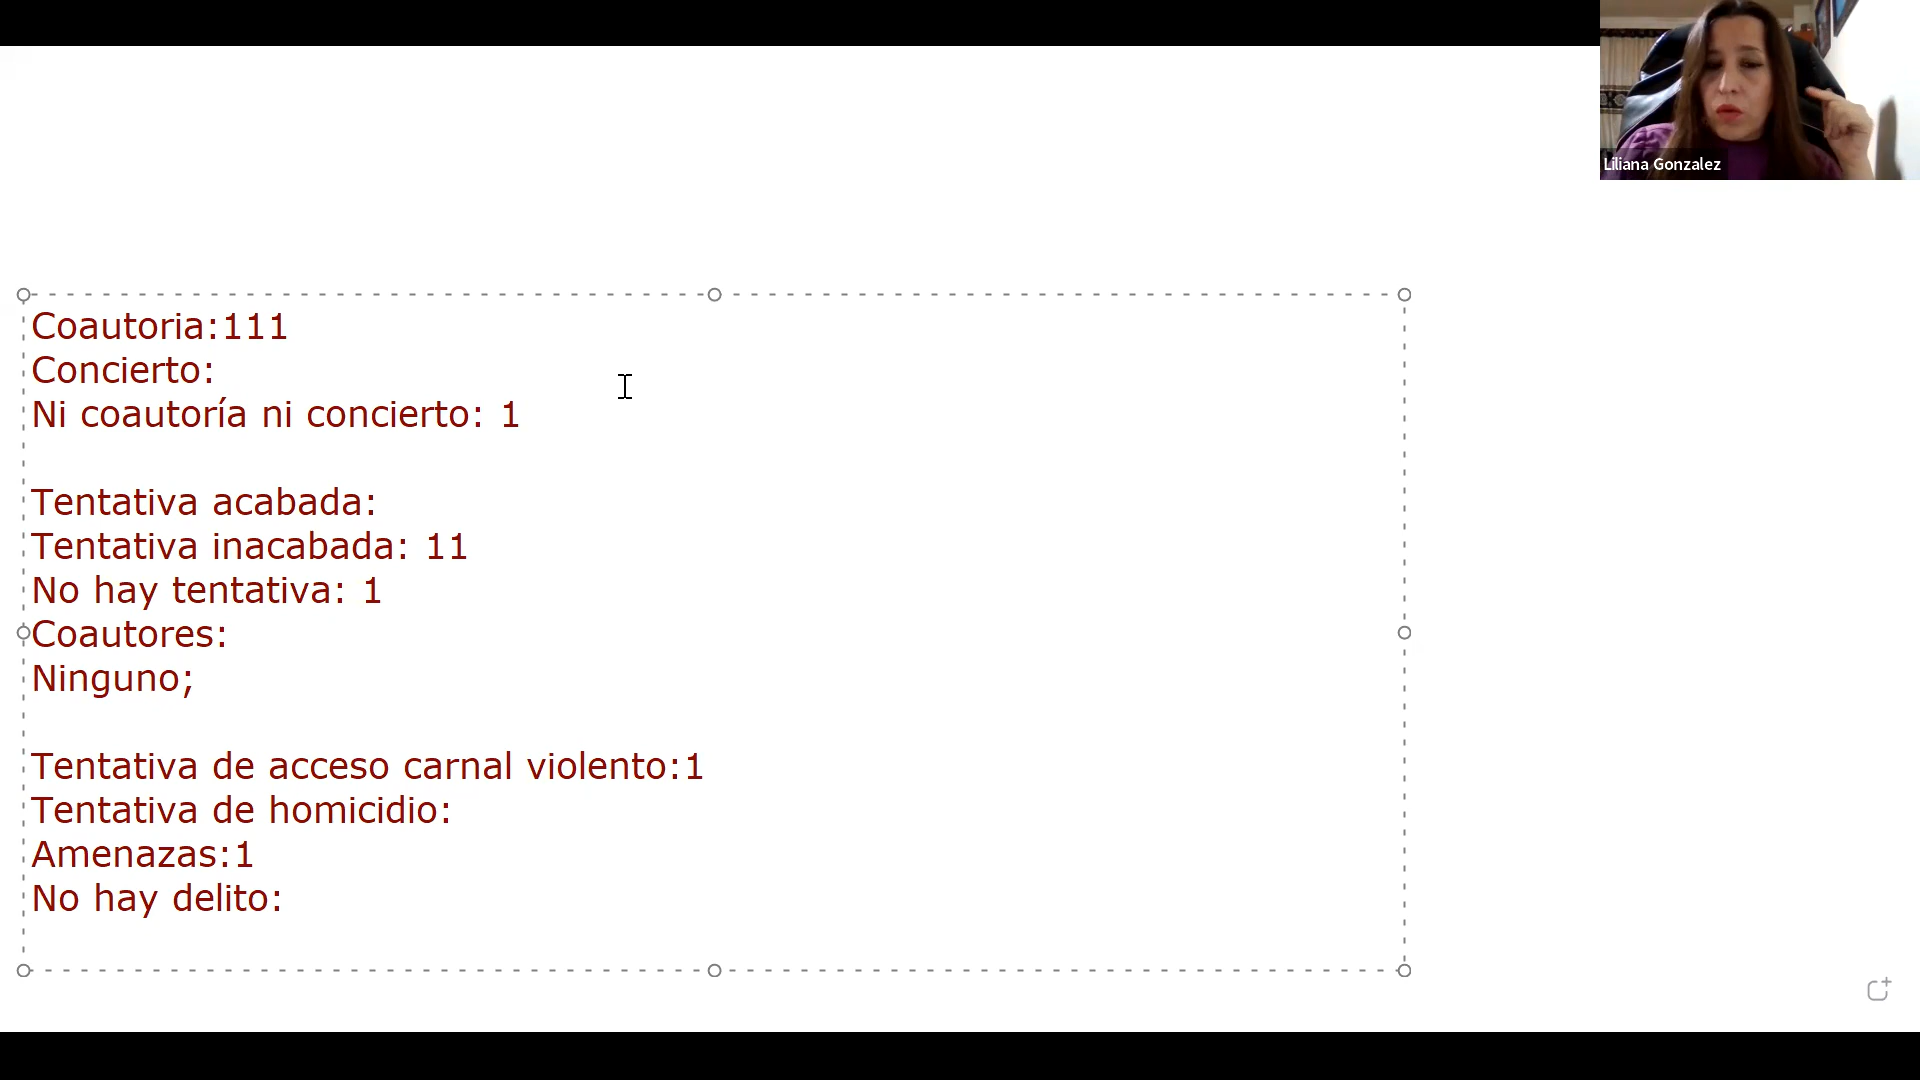 Liliana Gonzalez
Coautoria:111
Concierto:
Ni coautoría ni concierto: 1
Tentativa acabada:
Tentativa inacabada: 11
No hay tentativa: 1
Coautores:
Ninguno;
Tentativa de acceso carnal violento:1
Tentativa de homicidio:
Amenazas:1
No hay delito: